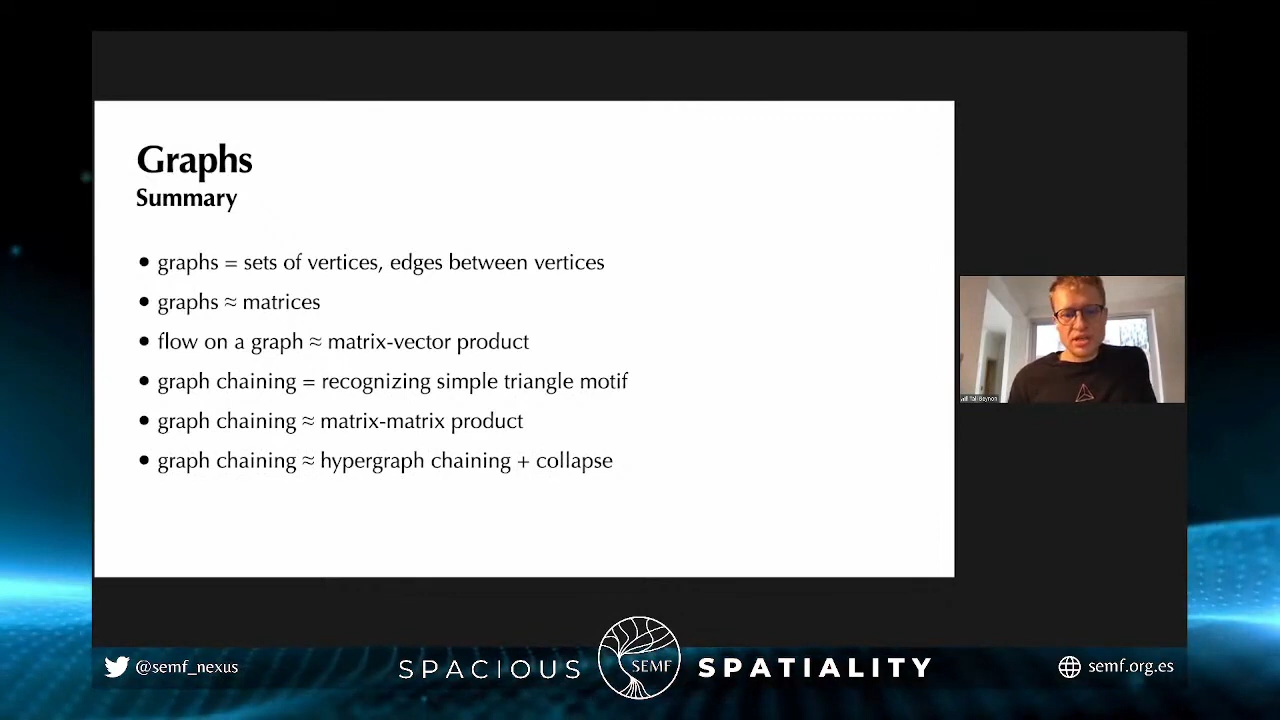 Graphs
Summary
• graphs = sets of vertices, edges between vertices
• graphs ≈ matrices
• flow on a graph ≈ matrix-vector product
• graph chaining = recognizing simple triangle motif
• graph chaining ≈ matrix-matrix product
• graph chaining ≈ hypergraph chaining + collapse
Tali Beynon
@semf_nexus
SPACIOUS SEMF SPATIALITY
semf.org.es